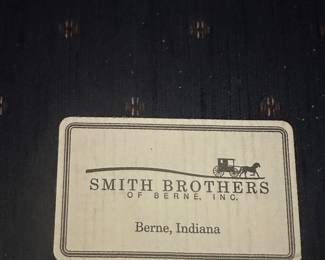 SMITH BROTHERS
OF BERNE, INC.
Berne, Indiana